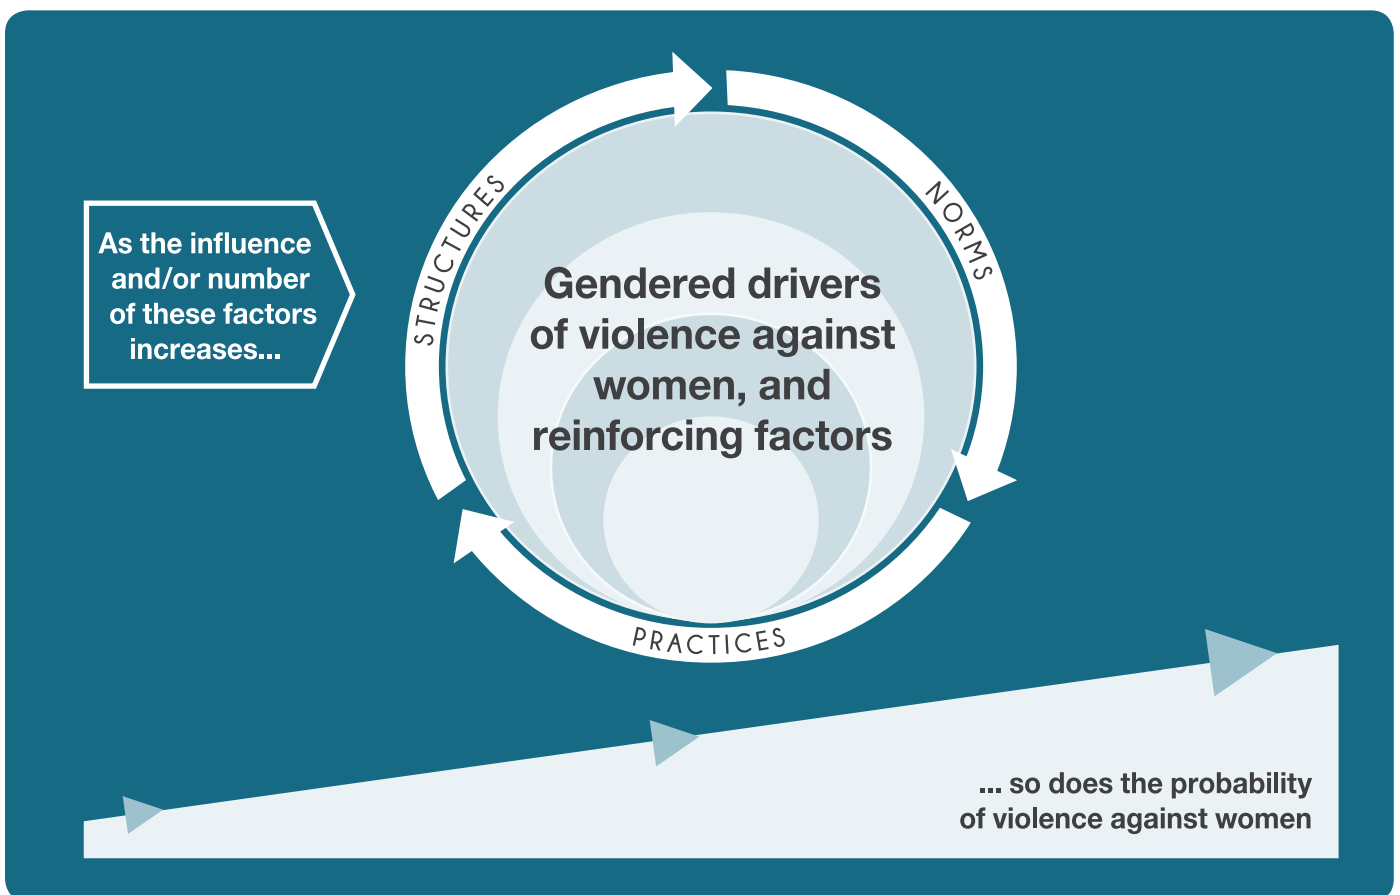 As the influence
and/or number
of these factors
increases...
STRUCTURES
NORMS
Gendered drivers
of violence against
women, and
reinforcing factors
PRACTICES
... so does the probability
of violence against women